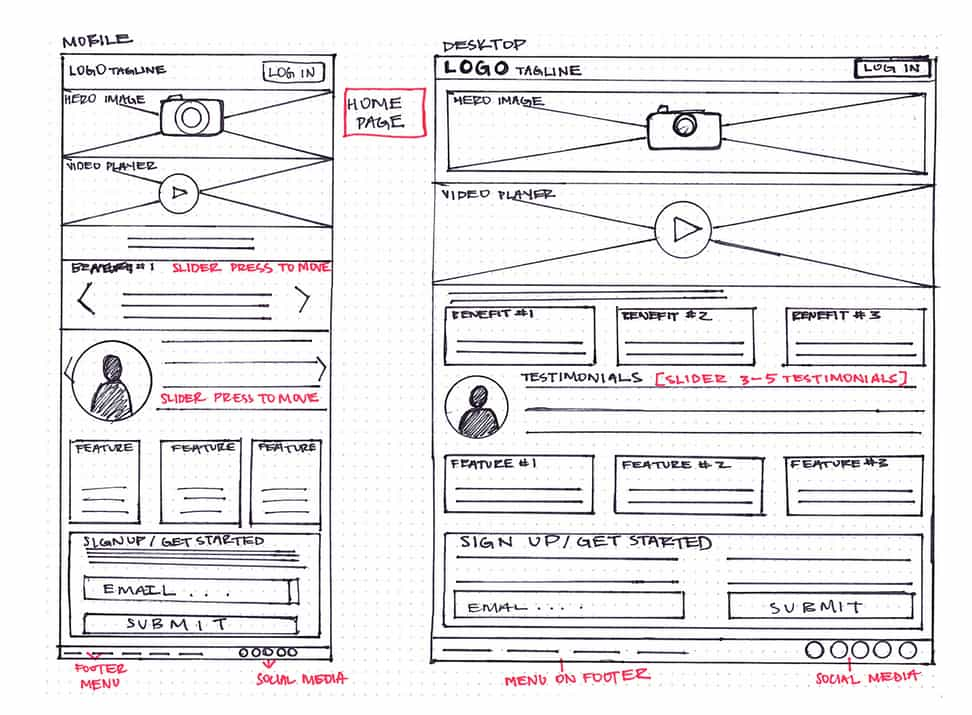 MOBILE
LOGO TAGLINE
LOG IN
HERO IMAGE
VIDEO PLAYER
#1 SLIDER PRESS TO MOVE
SLIDER PRESS TO MOVE
FEATURE
FEATURE
FEATURE
SIGN UP / GET STARTED
EMAIL ....
SUBMIT
FOOTER
MENU
SOCIAL MEDIA
HOME
PAGE
DESKTOP
LOGO TAGLINE
LOG IN
HERO IMAGE
VIDEO PLAYER
BENEFIT #1
BENEFIT #2
BENEFIT #3
TESTIMONIALS [SLIDER 3-5 TESTIMONIALS]
FEATURE #1
FEATURE #2
FEATURE #3
SIGN UP / GET STARTED
EMAL ....
SUBMIT
MENU ON FOOTER
SOCIAL MEDIA